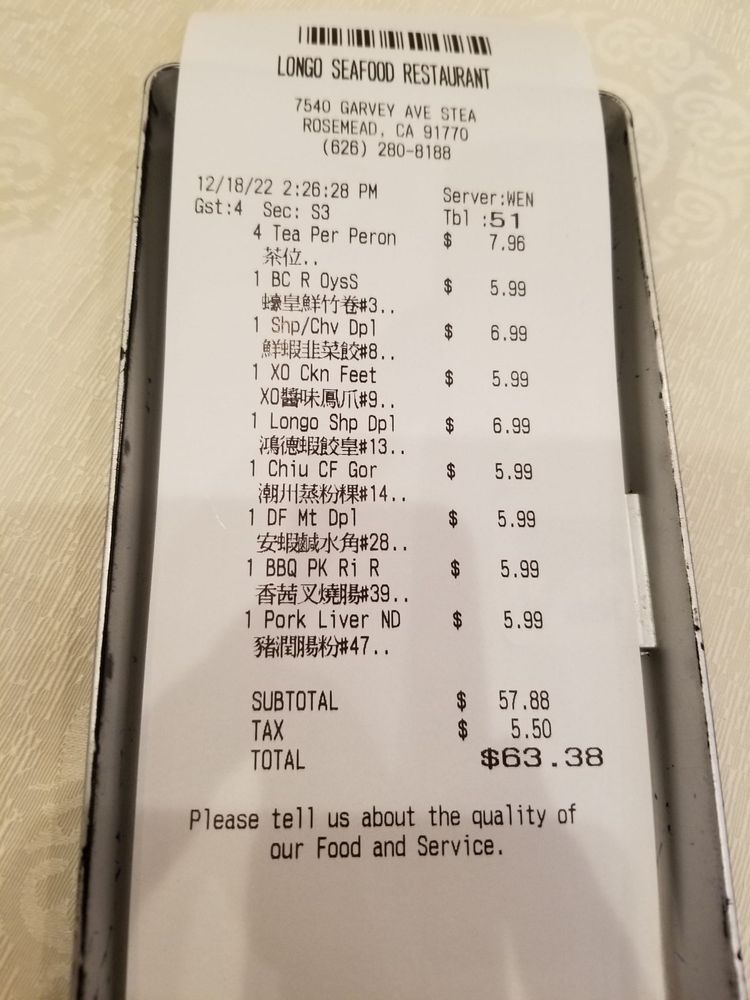 LONGO SEAFOOD RESTAURANT
7540 GARVEY AVE STEA
ROSEMEAD, CA 91770
(626) 280-8188
12/18/22 2:26:28 PM Server:WEN
Gst:4 Sec: S3 Tbl :51
4 Tea Per Peron $ 7.96
茶位..
1 BC R OysS $ 5.99
蠔皇鮮竹卷#3..
1 Shp/Chv Dpl $ 6.99
鮮蝦韭菜餃#8..
1 XO Ckn Feet $ 5.99
XO醬味鳳爪#9..
1 Longo Shp Dpl $ 6.99
鴻德蝦餃皇#13..
1 Chiu CF Gor $ 5.99
潮川蒸粉粿#14..
1 DF Mt Dpl $ 5.99
安蝦鹹水角#28..
1 BBQ PK Ri R $ 5.99
香茜叉燒腸#39..
1 Pork Liver ND $ 5.99
豬潤腸粉#47..
SUBTOTAL $ 57.88
TAX $ 5.50
TOTAL $63.38
Please tell us about the quality of
our Food and Service.